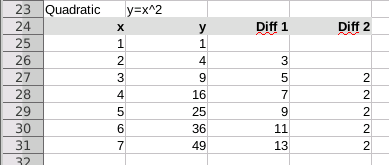 23 Quadratic y=x^2
24 x y Diff 1 Diff 2
25 1 1
26 2 4 3
27 3 9 5 2
28 4 16 7 2
29 5 25 9 2
30 6 36 11 2
31 7 49 13 2
32